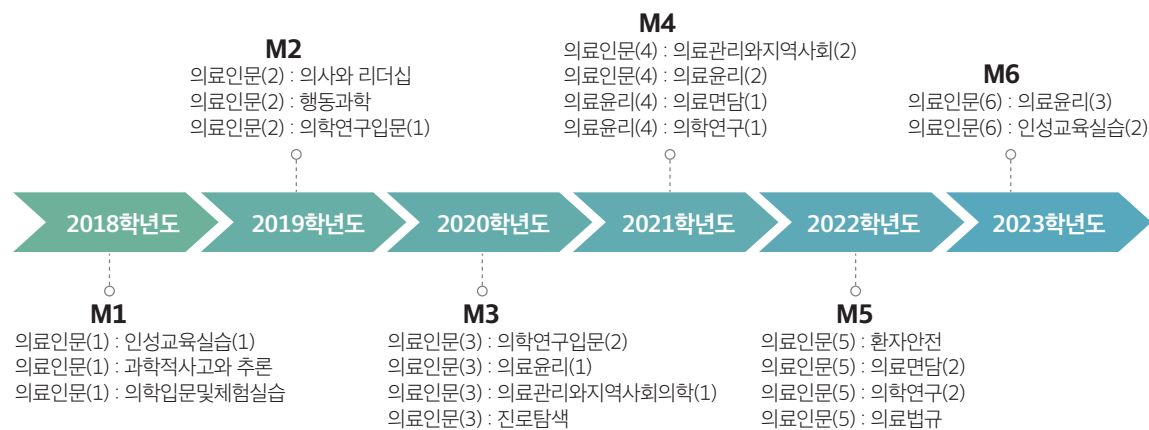 M2
의료인문(2) : 의사와 리더십
의료인문(2) : 행동과학
의료인문(2) : 의학연구입문(1)
M4
의료인문(4) : 의료관리와지역사회(2)
의료인문(4) : 의료윤리(2)
의료윤리(4) : 의료면담(1)
의료윤리(4) : 의학연구(1)
M6
의료인문(6) : 의료윤리(3)
의료인문(6) : 인성교육실습(2)
2018학년도
2019학년도
2020학년도
2021학년도
2022학년도
2023학년도
M1
의료인문(1) : 인성교육실습(1)
의료인문(1) : 과학적사고와 추론
의료인문(1) : 의학입문및체험실습
M3
의료인문(3) : 의학연구입문(2)
의료인문(3) : 의료윤리(1)
의료인문(3) : 의료관리와지역사회의학(1)
의료인문(3) : 진로탐색
M5
의료인문(5) : 환자안전
의료인문(5) : 의료면담(2)
의료인문(5) : 의학연구(2)
의료인문(5) : 의료법규